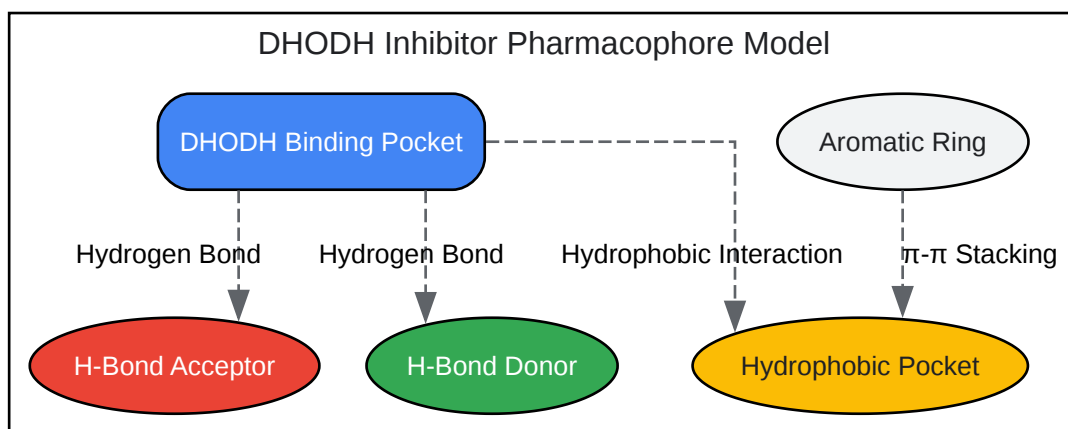 DHODH Inhibitor Pharmacophore Model
DHODH Binding Pocket
Aromatic Ring
Hydrogen Bond
Hydrogen Bond
Hydrophobic Interaction
π-π Stacking
H-Bond Acceptor
H-Bond Donor
Hydrophobic Pocket